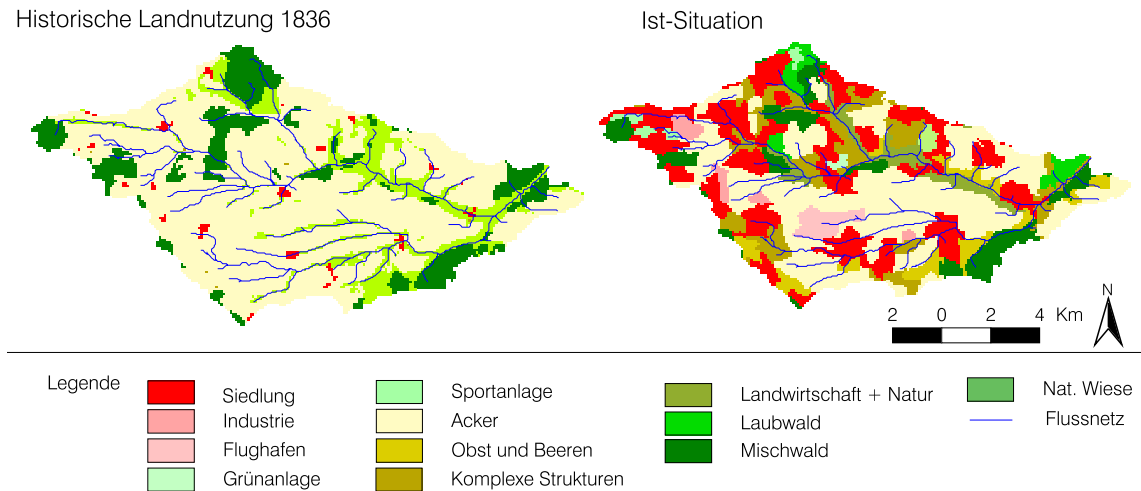 Historische Landnutzung 1836
Ist-Situation
N
2 0 2 4 Km
Legende
Siedlung
Industrie
Flughafen
Grünanlage
Sportanlage
Acker
Obst und Beeren
Komplexe Strukturen
Landwirtschaft + Natur
Laubwald
Mischwald
Nat. Wiese
Flussnetz